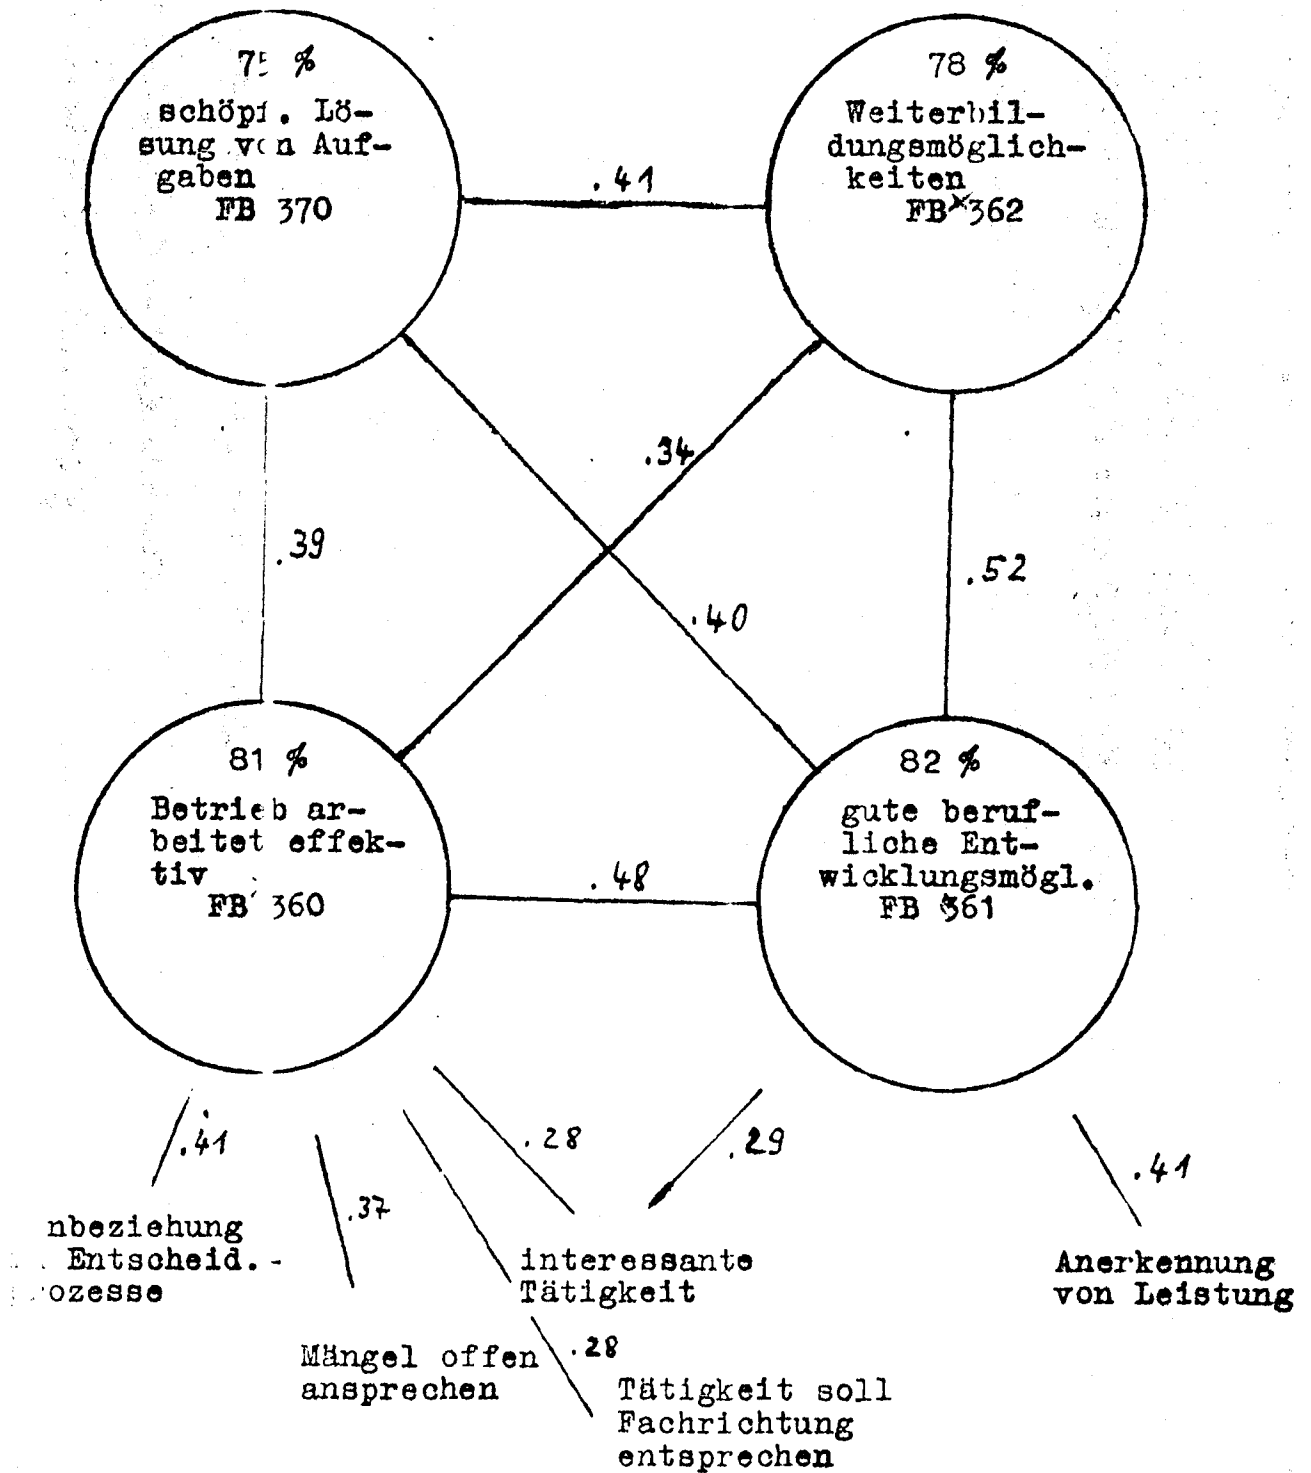 75 %
schöpf. Lö-
sung von Auf-
gaben
FB 370
78 %
Weiterbil-
dungsmöglich-
keiten
FB 362
.41
.34
.39
.52
.40
81 %
Betrieb ar-
beitet effek-
tiv
FB 360
82 %
gute beruf-
liche Ent-
wicklungsmögl.
FB 361
.48
.41
.37
.28
.29
.41
nbeziehung
Entscheid.-
ozesse
interessante
Tätigkeit
Anerkennung
von Leistung
Mängel offen
ansprechen
.28
Tätigkeit soll
Fachrichtung
entsprechen